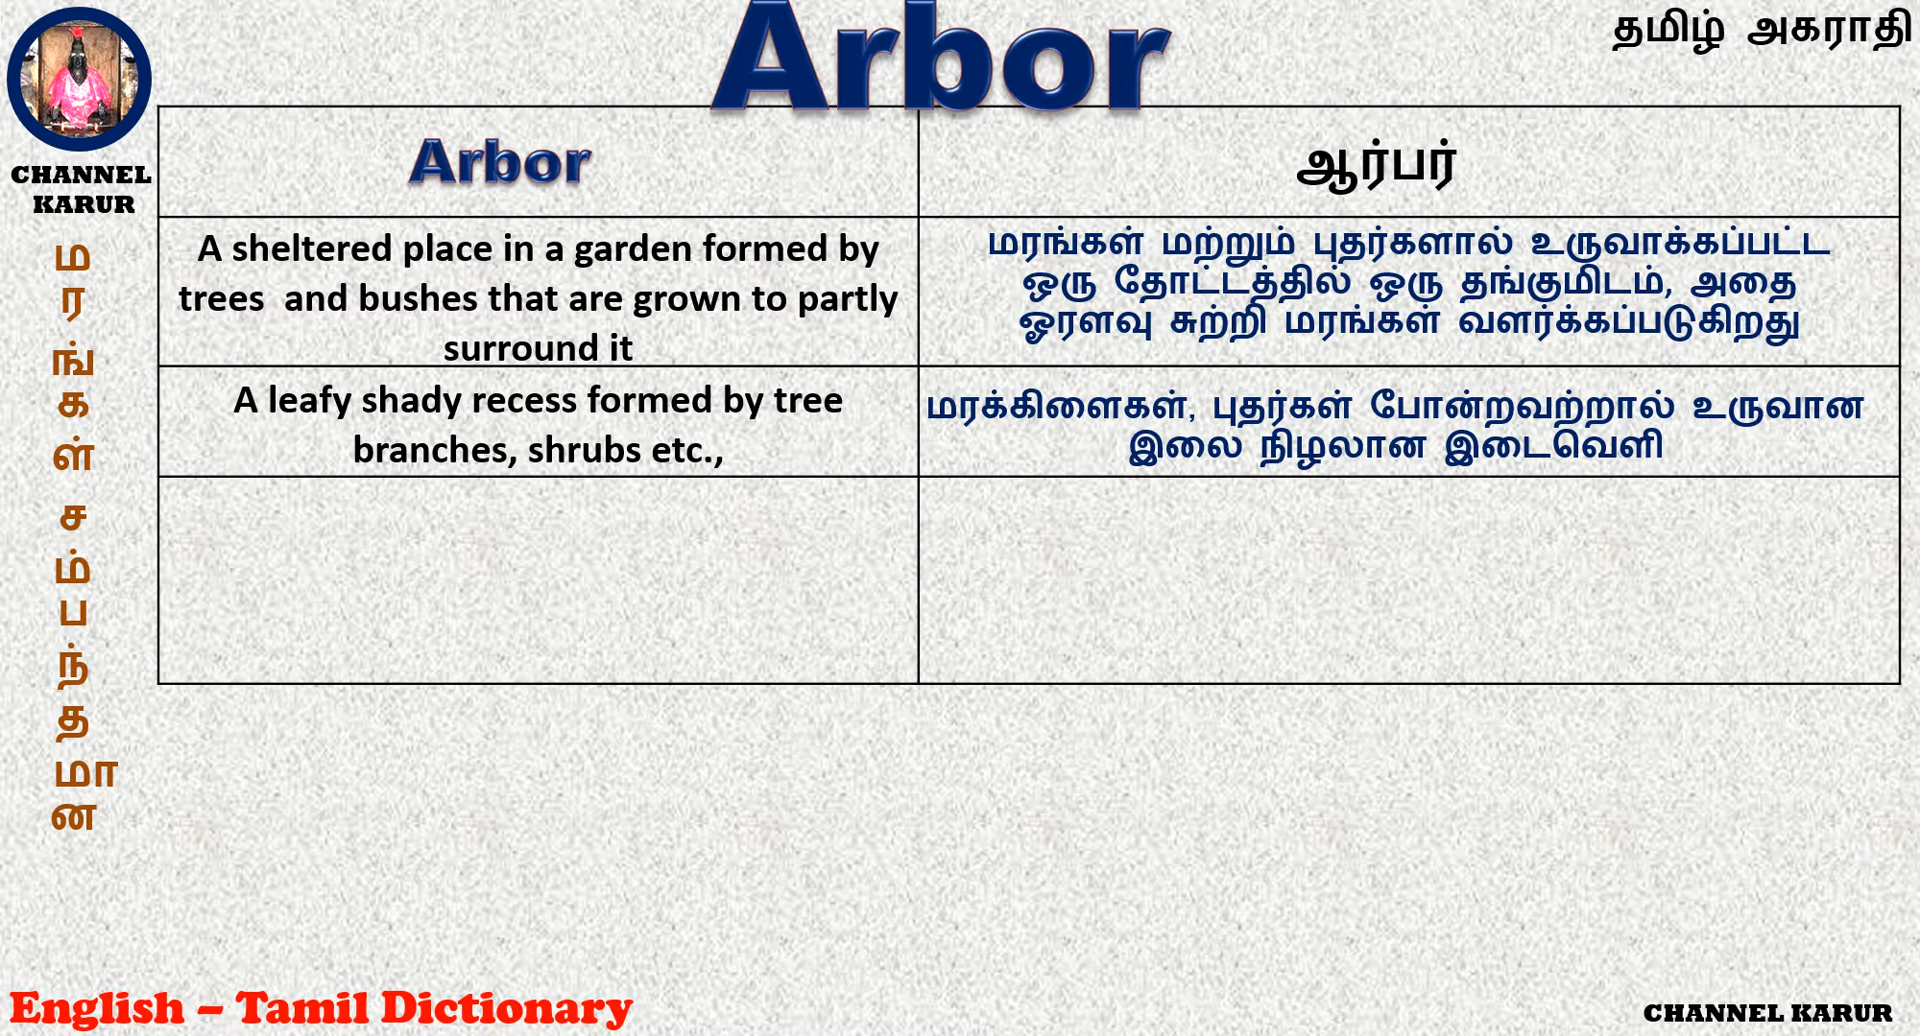 Arbor
தமிழ் அகராதி
CHANNEL
KARUR
Arbor
ஆர்பர்
A sheltered place in a garden formed by
trees and bushes that are grown to partly
surround it
மரங்கள் மற்றும் புதர்களால் உருவாக்கப்பட்ட
ஒரு தோட்டத்தில் ஒரு தங்குமிடம், அதை
ஓரளவு சுற்றி மரங்கள் வளர்க்கப்படுகிறது
A leafy shady recess formed by tree
branches, shrubs etc.,
மரக்கிளைகள், புதர்கள் போன்றவற்றால் உருவான
இலை நிழலான இடைவெளி
ம
ர
ங்
க
ள்
ச
ம்
ப
ந்
த
மா
ன
English – Tamil Dictionary
CHANNEL KARUR